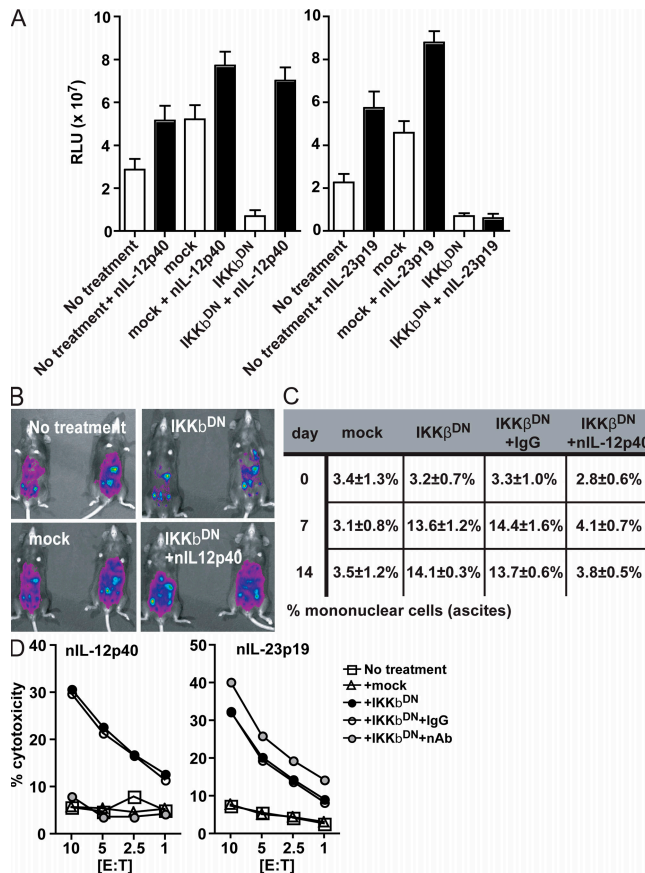 A
RLU (x 10⁷)
10
8
6
4
2
0
No treatment
No treatment + nIL-12p40
mock
mock + nIL-12p40
IKKb^DN
IKKb^DN + nIL-12p40
10
8
6
4
2
0
No treatment
No treatment + nIL-23p19
mock
mock + nIL-23p19
IKKb^DN
IKKb^DN + nIL-23p19
B
No treatment
IKKb^DN
mock
IKKb^DN
+nIL12p40
C
day mock IKKβ^DN IKKβ^DN +IgG IKKβ^DN +nIL-12p40
0 3.4±1.3% 3.2±0.7% 3.3±1.0% 2.8±0.6%
7 3.1±0.8% 13.6±1.2% 14.4±1.6% 4.1±0.7%
14 3.5±1.2% 14.1±0.3% 13.7±0.6% 3.8±0.5%
% mononuclear cells (ascites)
D
nIL-12p40
% cytotoxicity
40
30
20
10
0
10 5 2.5 1
[E:T]
nIL-23p19
50
40
30
20
10
0
10 5 2.5 1
[E:T]
No treatment
+mock
+IKKb^DN
+IKKb^DN+IgG
+IKKb^DN+nAb